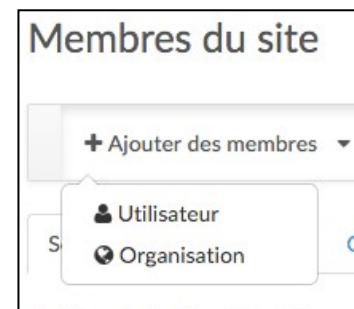 Membres du site
Ajouter des membres
Utilisateur
Organisation